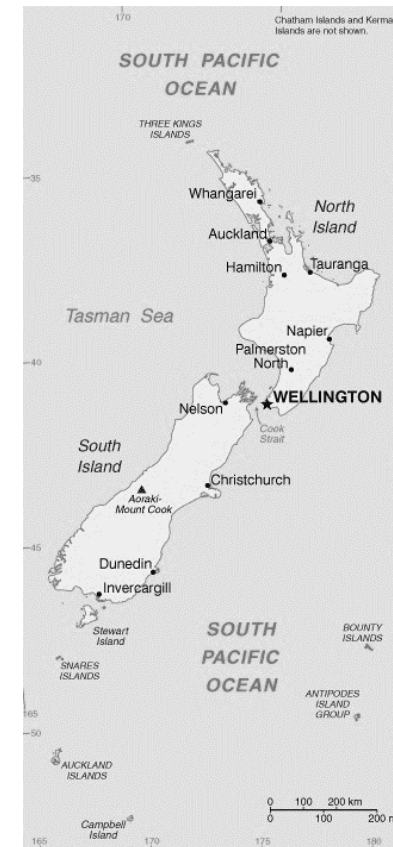 170
Chatham Islands and Kerma
Islands are not shown.
SOUTH PACIFIC
OCEAN
THREE KINGS
ISLANDS
35
Whangarei
North
Island
Auckland
Hamilton
Tauranga
Tasman Sea
Napier
40
Palmerston
North
WELLINGTON
Nelson
Cook
Strait
South
Island
Christchurch
Aoraki-
Mount Cook
45
Dunedin
Invercargill
Stewart
Island
SOUTH
PACIFIC
OCEAN
BOUNTY
ISLANDS
SNARES
ISLANDS
ANTIPODES
ISLAND
GROUP
165
50
AUCKLAND
ISLANDS
0 100 200 km
0 100 200 m
Campbell
Island
165
170
175
180